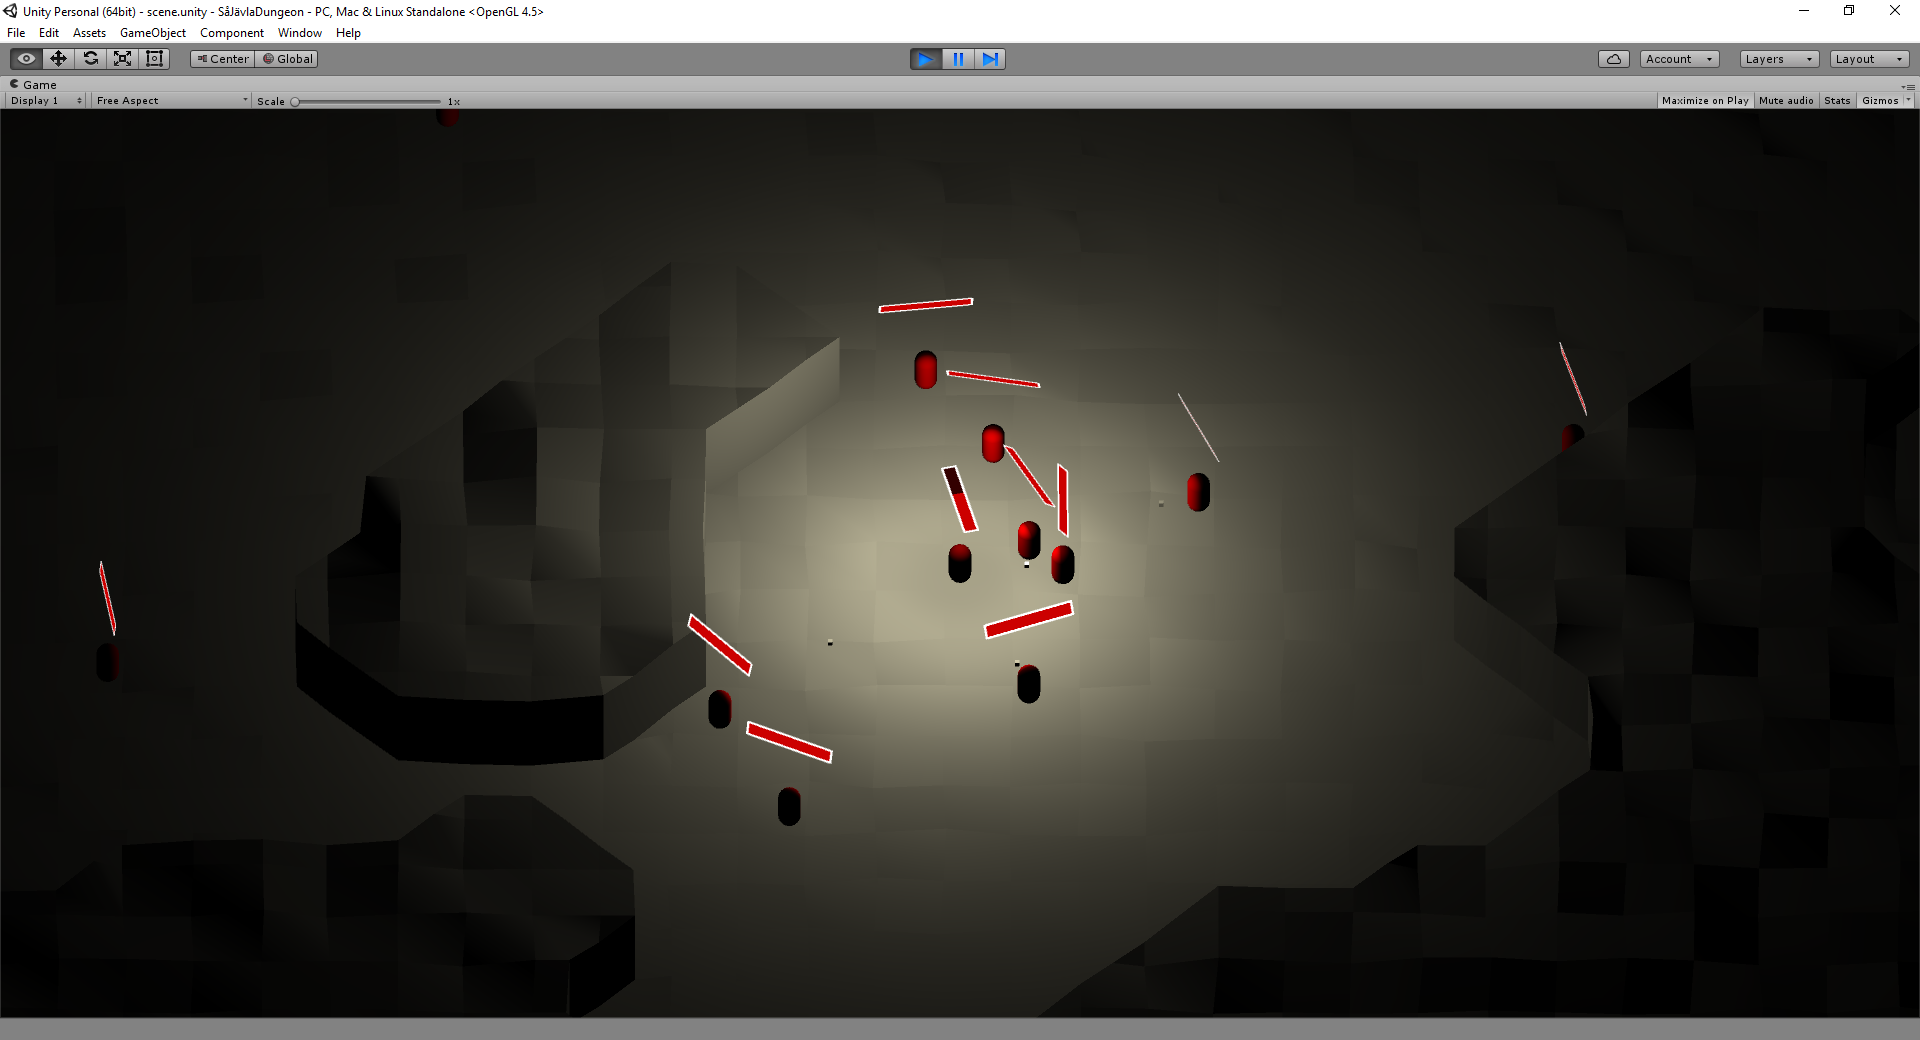 Unity Personal (64bit) - scene.unity - SåJävlaDungeon - PC, Mac & Linux Standalone <OpenGL 4.5>
File Edit Assets GameObject Component Window Help
Center Global Account Layers Layout
Game
Display 1 Free Aspect Scale 1x Maximize on Play Mute audio Stats Gizmos